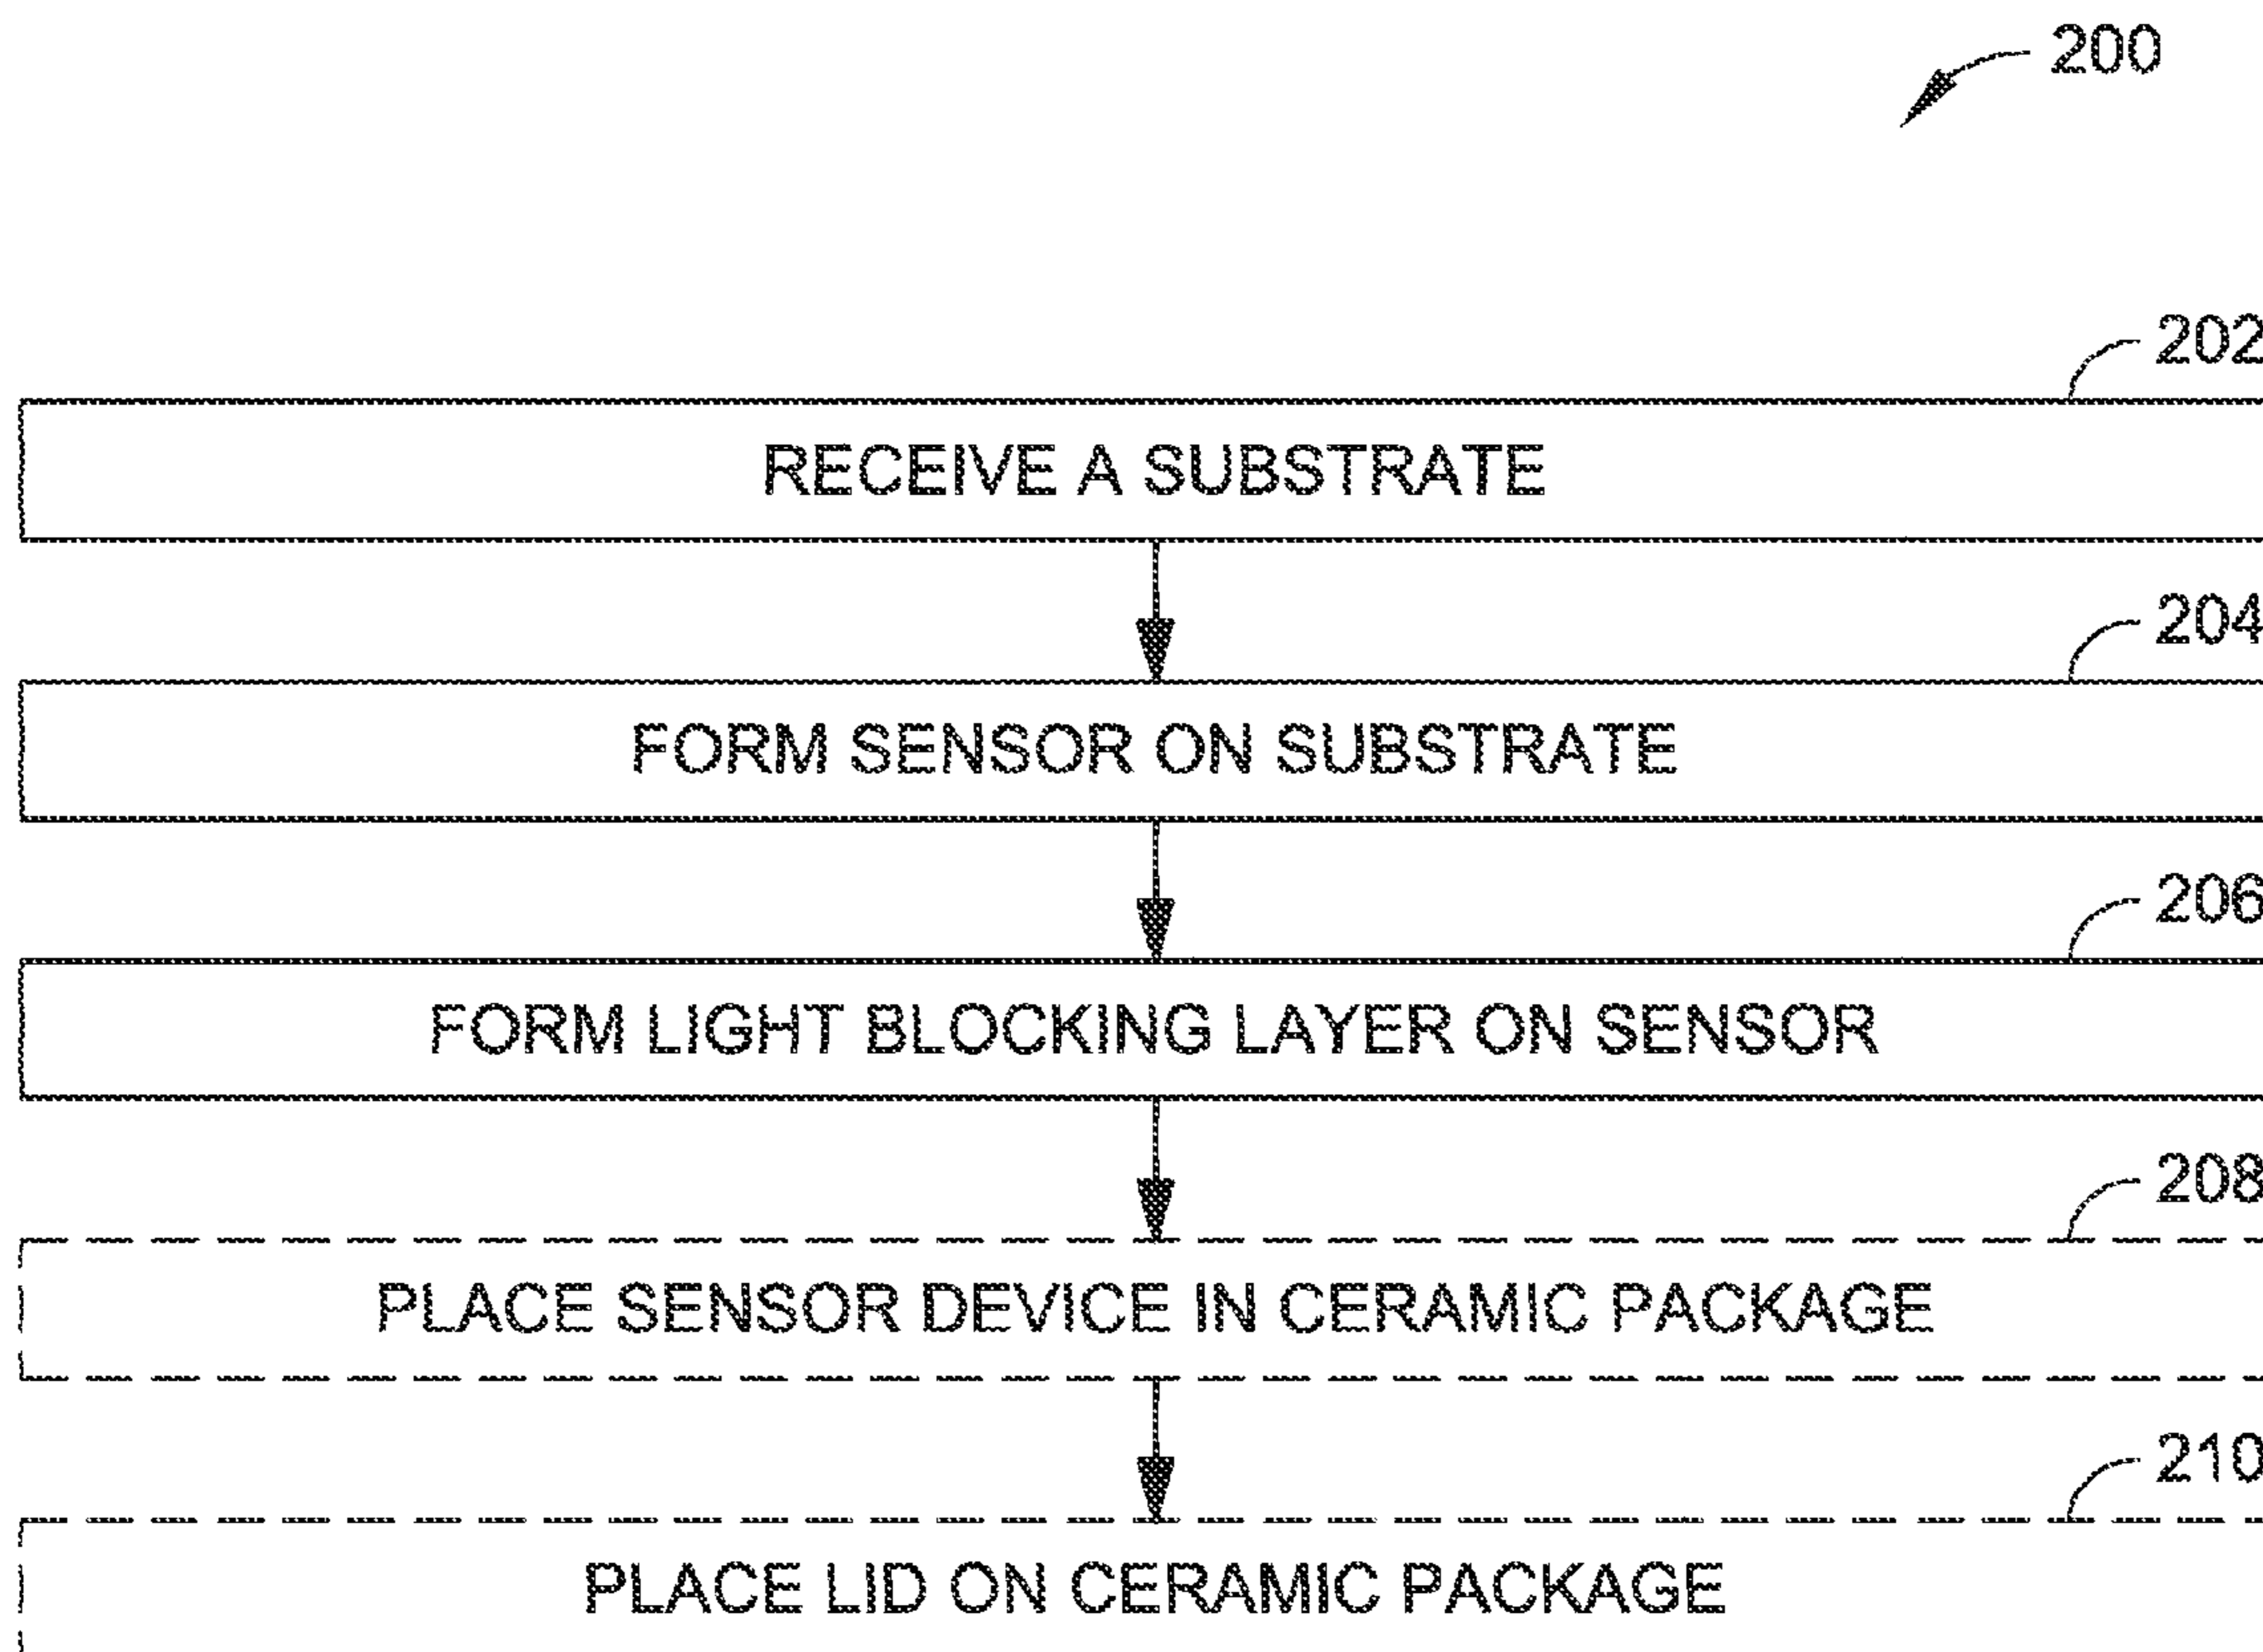 200
202
RECEIVE A SUBSTRATE
204
FORM SENSOR ON SUBSTRATE
206
FORM LIGHT BLOCKING LAYER ON SENSOR
208
PLACE SENSOR DEVICE IN CERAMIC PACKAGE
210
PLACE LID ON CERAMIC PACKAGE